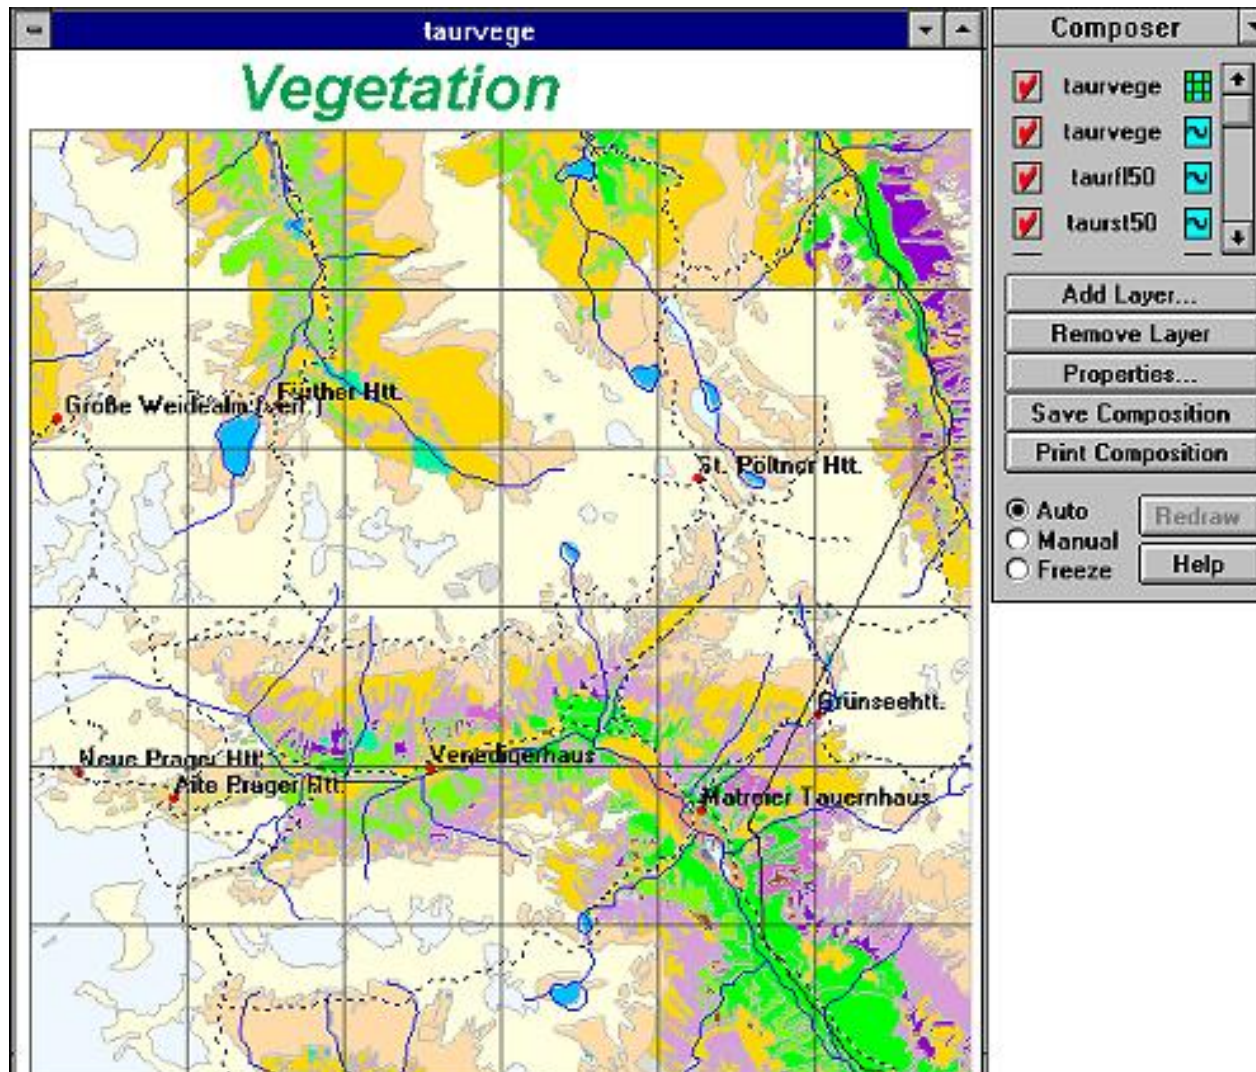 taurvege
Vegetation
Fürther Htt.
Große Weidealm (verf.)
St. Pöltner Htt.
Grünseehtt.
Neue Prager Htt.
Venedigerhaus
Alte Prager Htt.
Matreier Tauernhaus
Composer
taurvege
taurvege
taurfl50
taurst50
Add Layer...
Remove Layer
Properties...
Save Composition
Print Composition
Auto
Redraw
Manual
Freeze
Help